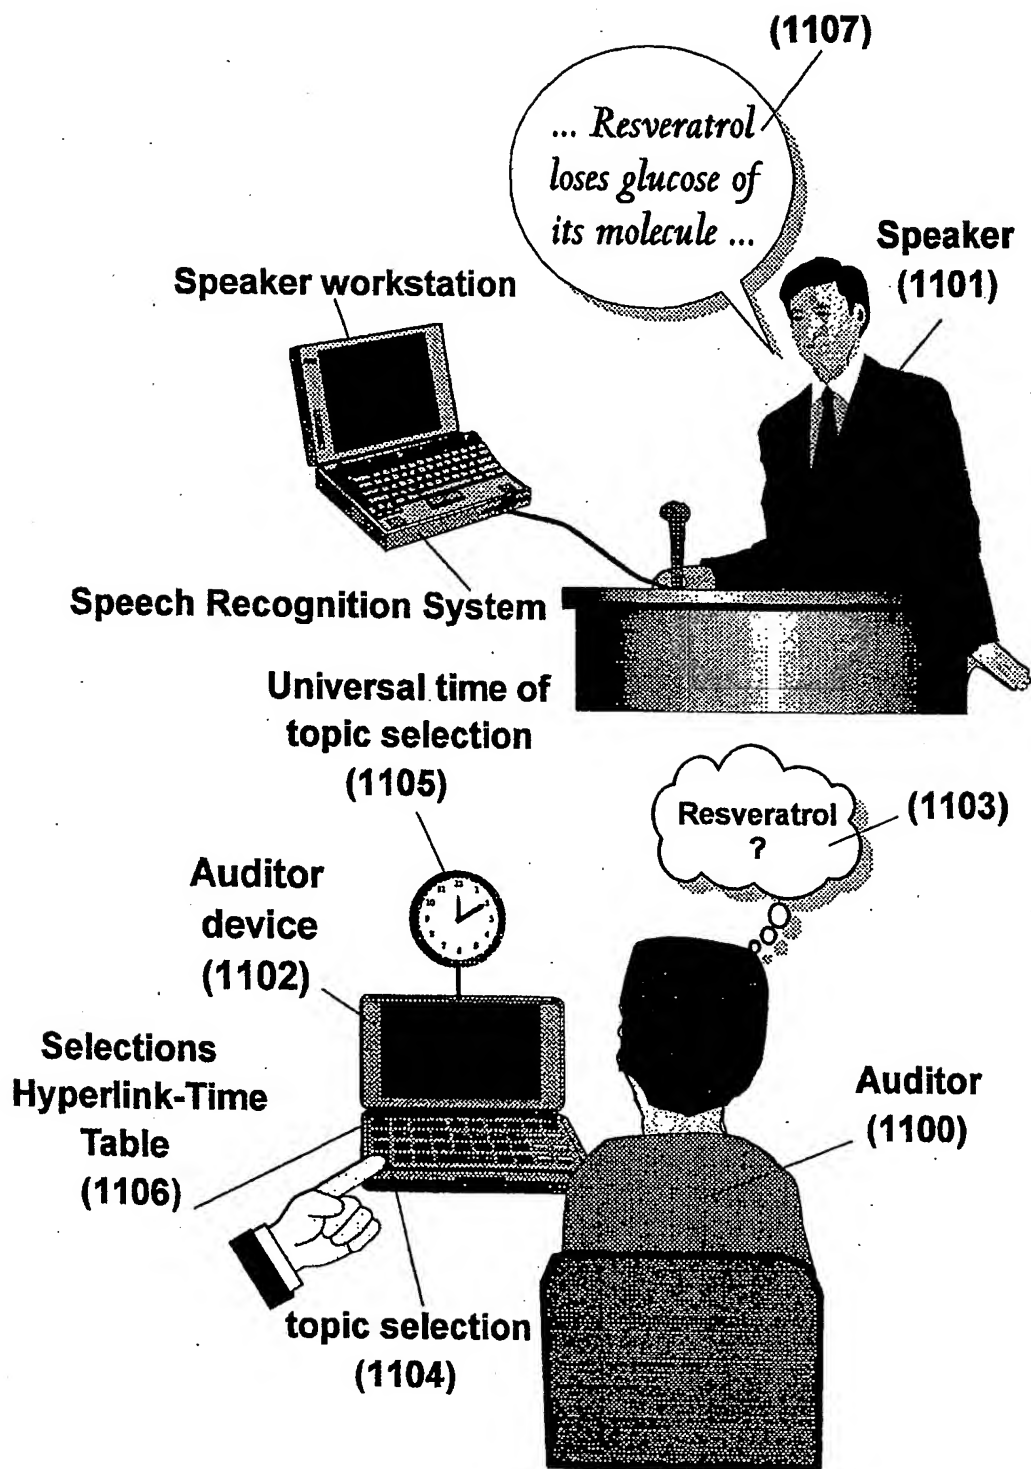 (1107)
... Resveratrol
loses glucose of
its molecule ...
Speaker
(1101)
Speaker workstation
Speech Recognition System
Universal time of
topic selection
(1105)
Resveratrol
?
(1103)
Auditor
device
(1102)
Selections
Hyperlink-Time
Table
(1106)
Auditor
(1100)
topic selection
(1104)